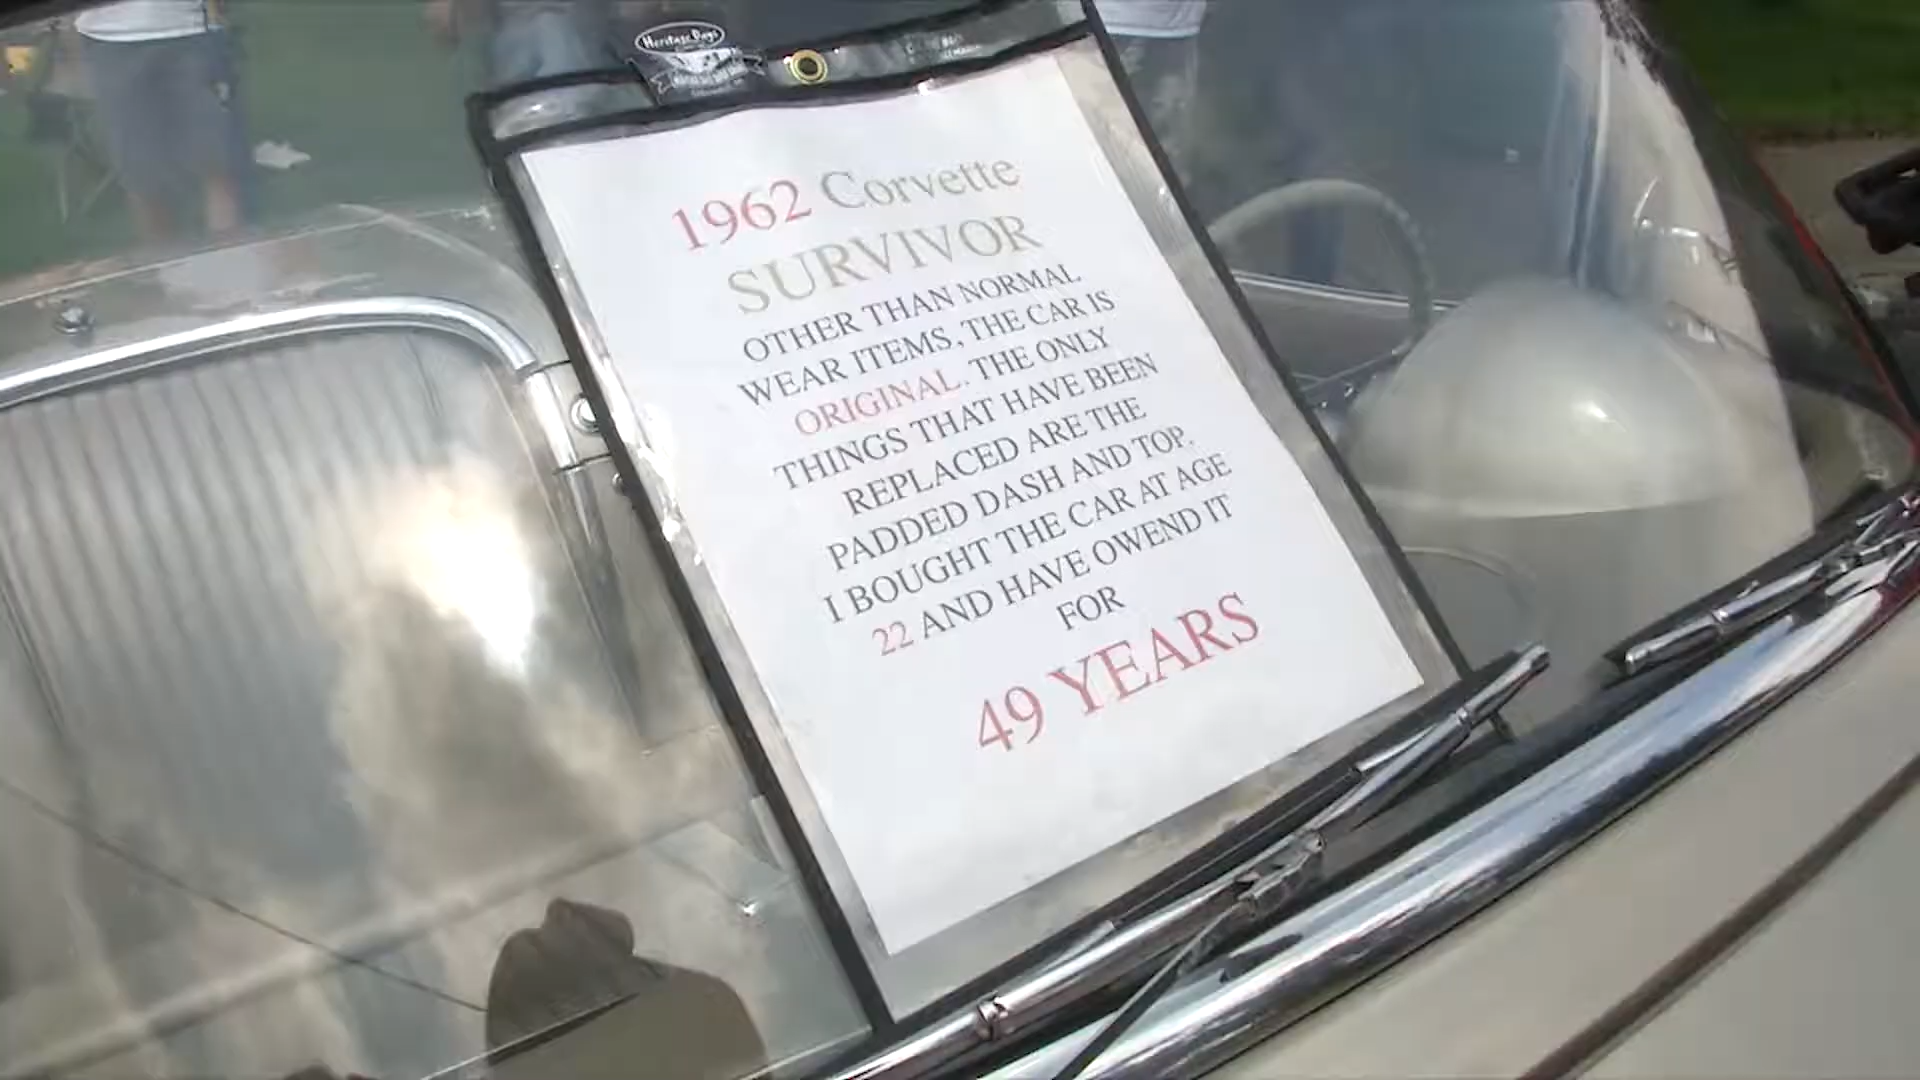 Heritage Days
1962 Corvette
SURVIVOR
OTHER THAN NORMAL
WEAR ITEMS, THE CAR IS
ORIGINAL. THE ONLY
THINGS THAT HAVE BEEN
REPLACED ARE THE
PADDED DASH AND TOP.
I BOUGHT THE CAR AT AGE
22 AND HAVE OWEND IT
FOR
49 YEARS